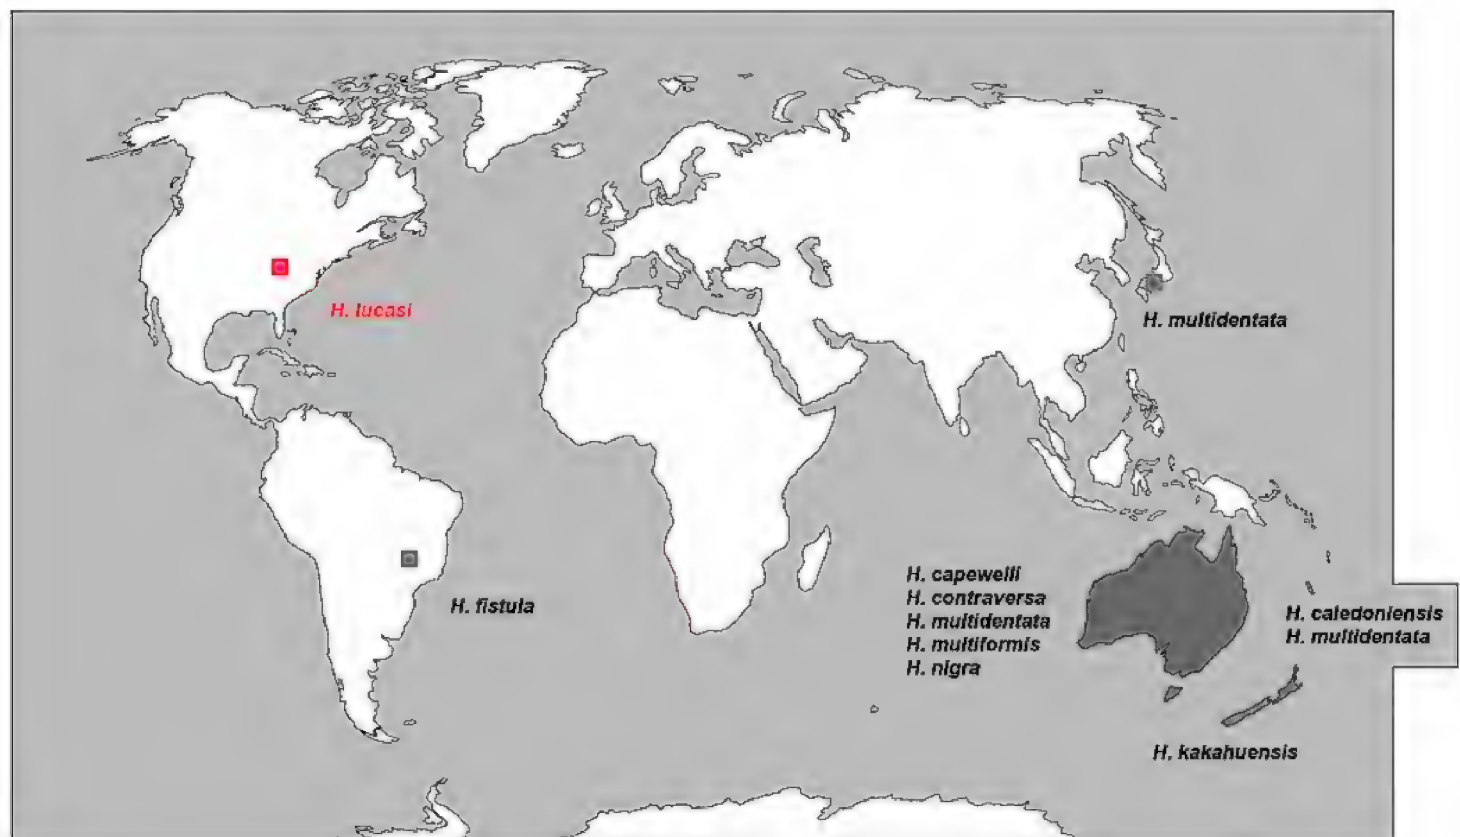 H. lucasi
H. multidentata
H. fistula
H. capewelli
H. contraversa
H. multidentata
H. multiformis
H. nigra
H. caledoniensis
H. multidentata
H. kakahuensis